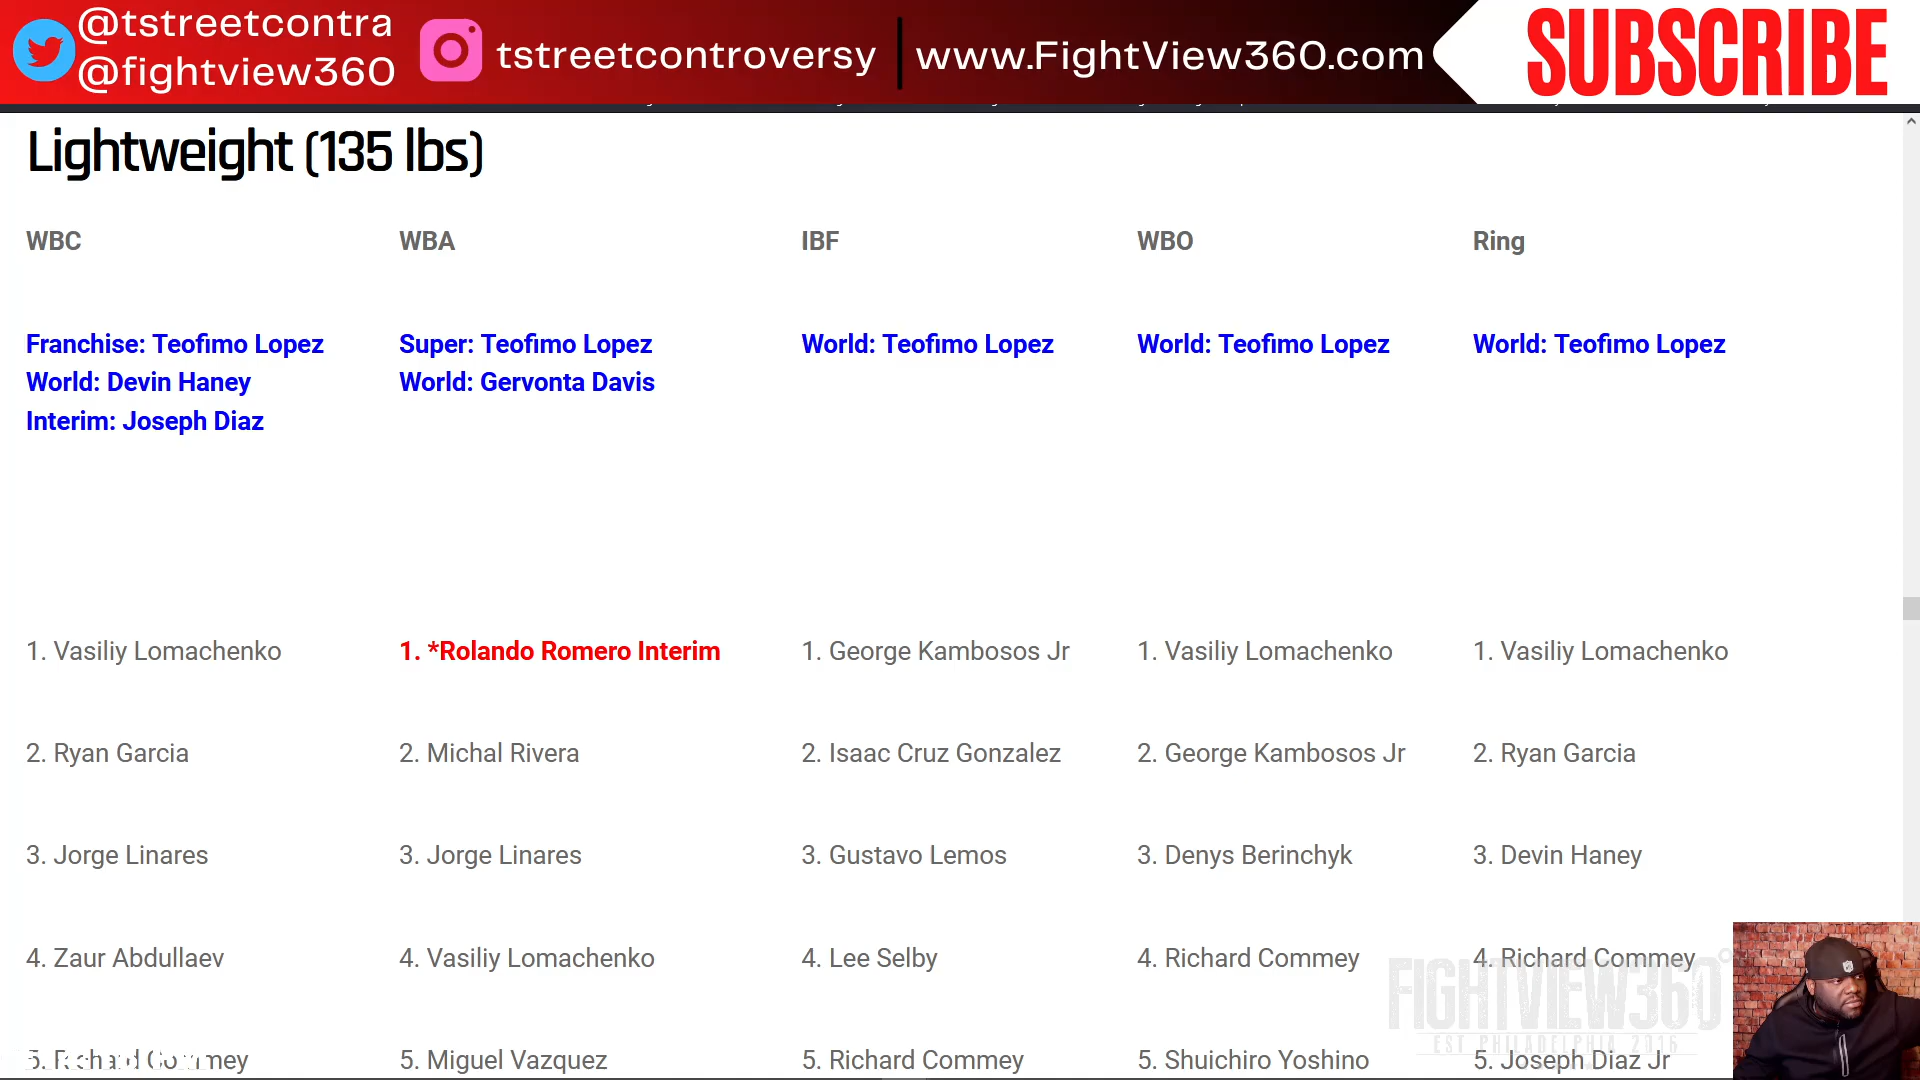 @tstreetcontra
@fightview360
tstreetcontroversy
www.FightView360.com
SUBSCRIBE
Lightweight (135 lbs)
WBC WBA IBF WBO Ring
Franchise: Teofimo Lopez Super: Teofimo Lopez World: Teofimo Lopez World: Teofimo Lopez World: Teofimo Lopez
World: Devin Haney World: Gervonta Davis
Interim: Joseph Diaz
1. Vasiliy Lomachenko 1. *Rolando Romero Interim 1. George Kambosos Jr 1. Vasiliy Lomachenko 1. Vasiliy Lomachenko
2. Ryan Garcia 2. Michal Rivera 2. Isaac Cruz Gonzalez 2. George Kambosos Jr 2. Ryan Garcia
3. Jorge Linares 3. Jorge Linares 3. Gustavo Lemos 3. Denys Berinchyk 3. Devin Haney
4. Zaur Abdullaev 4. Vasiliy Lomachenko 4. Lee Selby 4. Richard Commey 4. Richard Commey
5. Richard Commey 5. Miguel Vazquez 5. Richard Commey 5. Shuichiro Yoshino 5. Joseph Diaz Jr
FIGHTVIEW360
EST PHILADELPHIA 2016